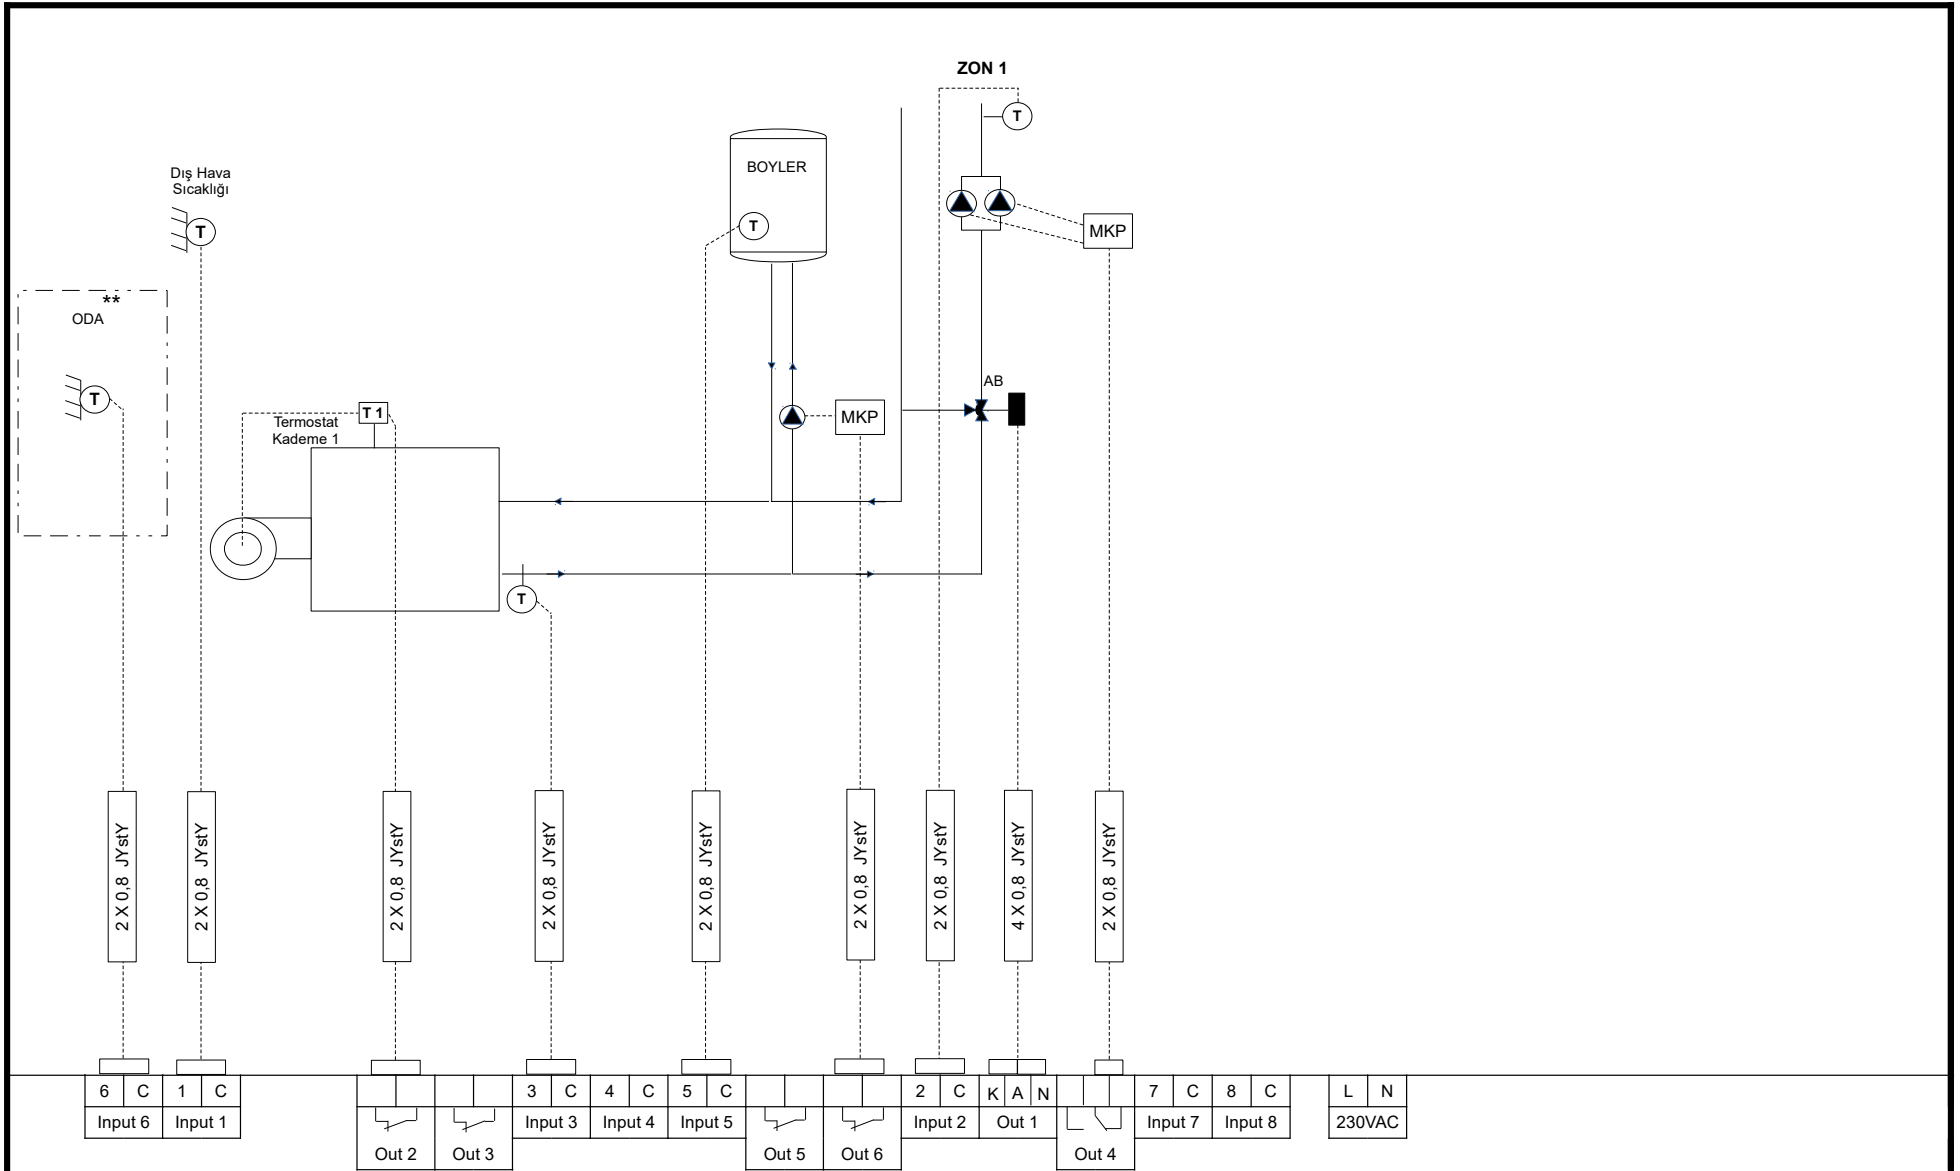 ZON 1
T
BOYLER
Dış Hava
Sıcaklığı
T
T
MKP
**
ODA
T
AB
T 1
Termostat
Kademe 1
MKP
T
2 X 0,8 JYstY
2 X 0,8 JYstY
2 X 0,8 JYstY
2 X 0,8 JYstY
2 X 0,8 JYstY
2 X 0,8 JYstY
2 X 0,8 JYstY
4 X 0,8 JYstY
2 X 0,8 JYstY
6 C 1 C 3 C 4 C 5 C 2 C K A N 7 C 8 C L N
Input 6 Input 1 Input 3 Input 4 Input 5 Input 2 Out 1 Input 7 Input 8 230VAC
Out 2 Out 3 Out 5 Out 6 Out 4